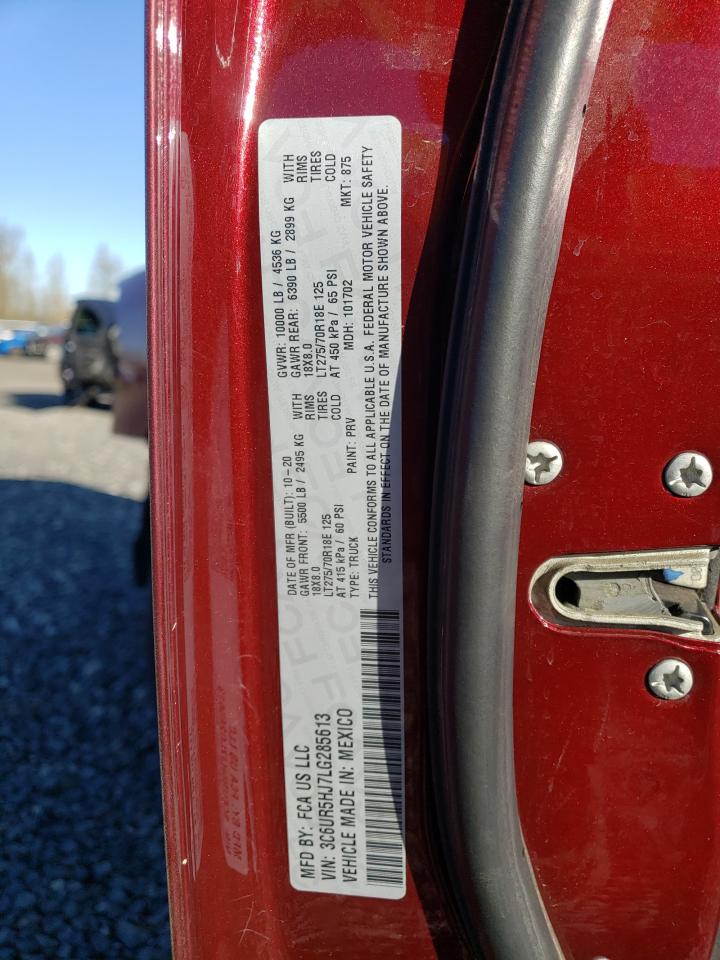 MFD BY: FCA US LLC
VIN: 3C6UR5HJ7LG285613
VEHICLE MADE IN: MEXICO
DATE OF MFR (BUILT): 10-20
GAWR FRONT: 5500 LB / 2495 KG WITH
18X8.0 RIMS
LT275/70R18E 125 TIRES
AT 415 kPa / 60 PSI COLD
TYPE: TRUCK PAINT: PRV
GVWR: 10000 LB / 4536 KG
GAWR REAR: 6390 LB / 2899 KG WITH
18X8.0 RIMS
LT275/70R18E 125 TIRES
AT 450 kPa / 65 PSI COLD
MDH: 101702 MKT: 875
THIS VEHICLE CONFORMS TO ALL APPLICABLE U.S.A. FEDERAL MOTOR VEHICLE SAFETY
STANDARDS IN EFFECT ON THE DATE OF MANUFACTURE SHOWN ABOVE.